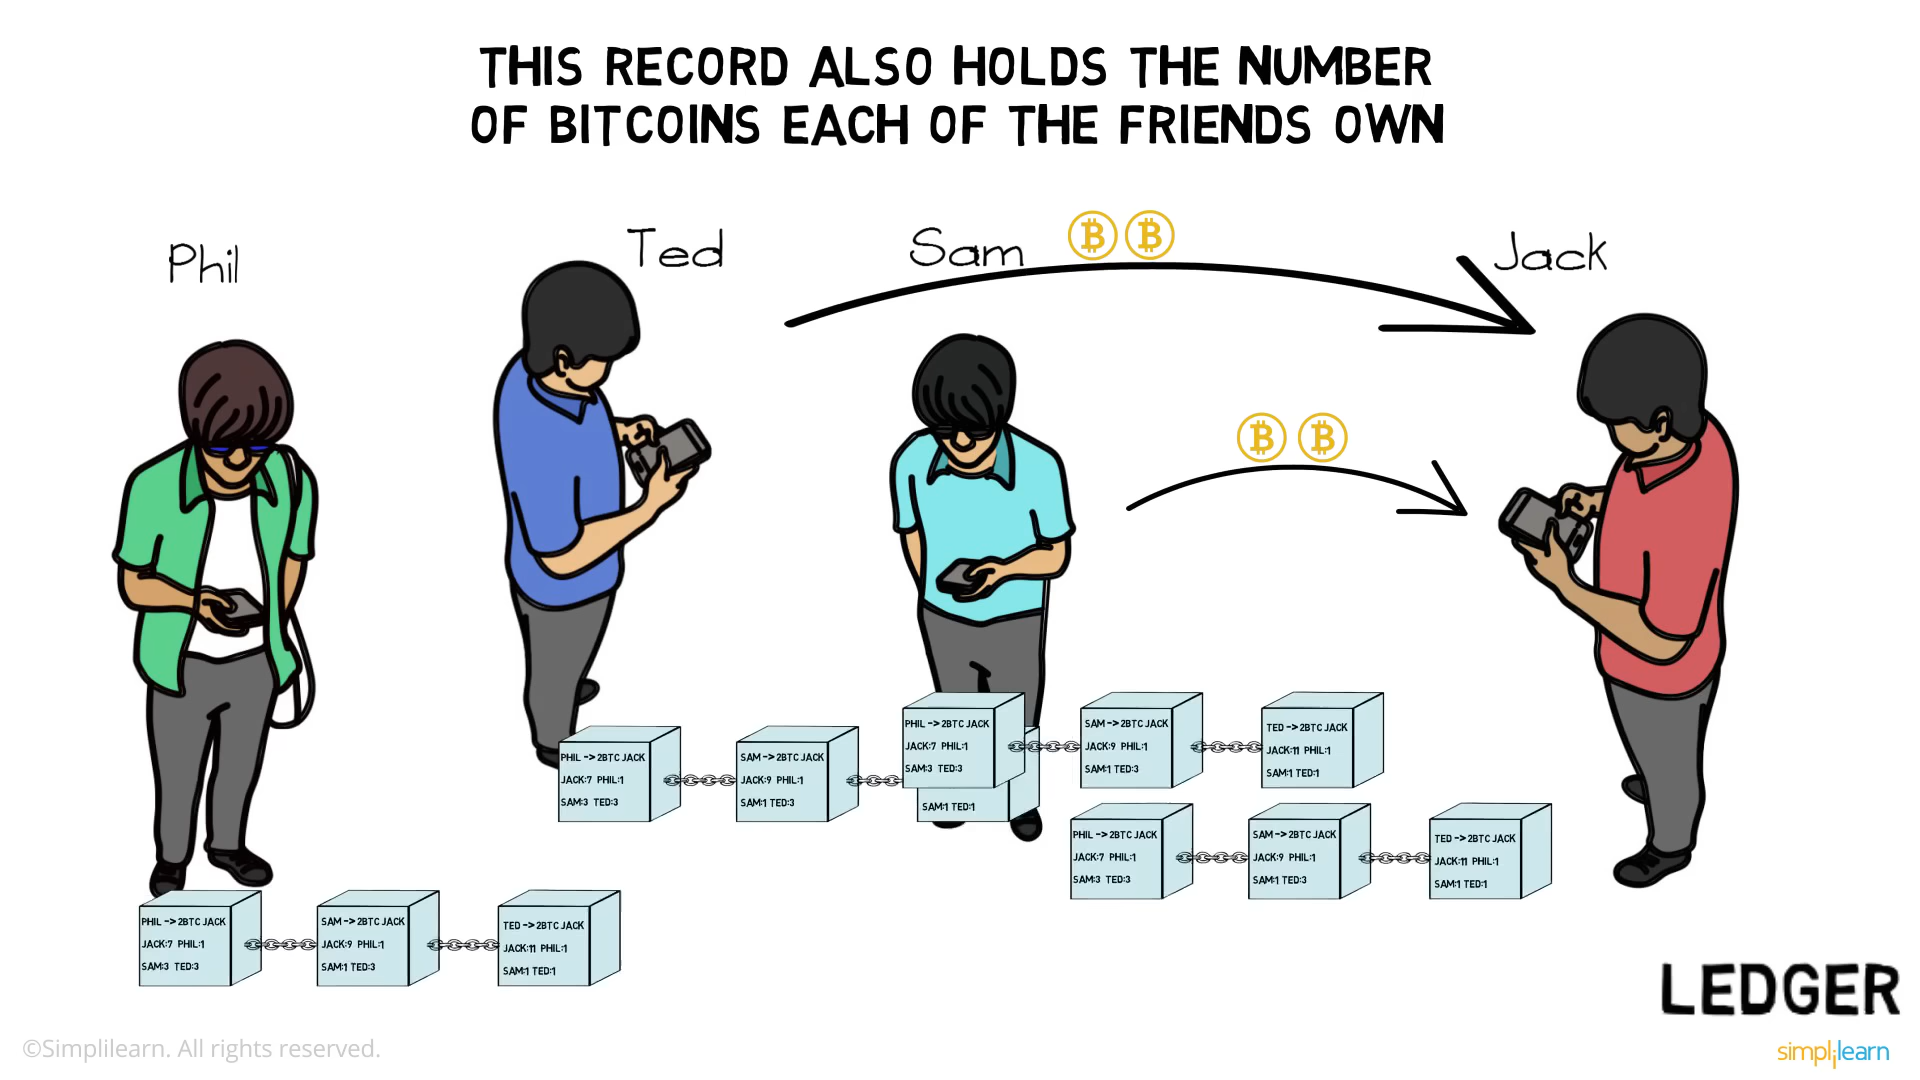 THIS RECORD ALSO HOLDS THE NUMBER
OF BITCOINS EACH OF THE FRIENDS OWN
Phil
Ted
Sam
Jack
PHIL -> 2BTC JACK
JACK:7 PHIL:1
SAM:3 TED:3
SAM -> 2BTC JACK
JACK:9 PHIL:1
SAM:1 TED:3
TED -> 2BTC JACK
JACK:11 PHIL:1
SAM:1 TED:1
PHIL -> 2BTC JACK
JACK:7 PHIL:1
SAM:3 TED:3
SAM -> 2BTC JACK
JACK:9 PHIL:1
SAM:1 TED:3
SAM:1 TED:1
PHIL -> 2BTC JACK
JACK:7 PHIL:1
SAM:3 TED:3
SAM -> 2BTC JACK
JACK:9 PHIL:1
SAM:1 TED:3
TED -> 2BTC JACK
JACK:11 PHIL:1
SAM:1 TED:1
PHIL -> 2BTC JACK
JACK:7 PHIL:1
SAM:3 TED:3
SAM -> 2BTC JACK
JACK:9 PHIL:1
SAM:1 TED:3
TED -> 2BTC JACK
JACK:11 PHIL:1
SAM:1 TED:1
LEDGER
©Simplilearn. All rights reserved.
simplilearn